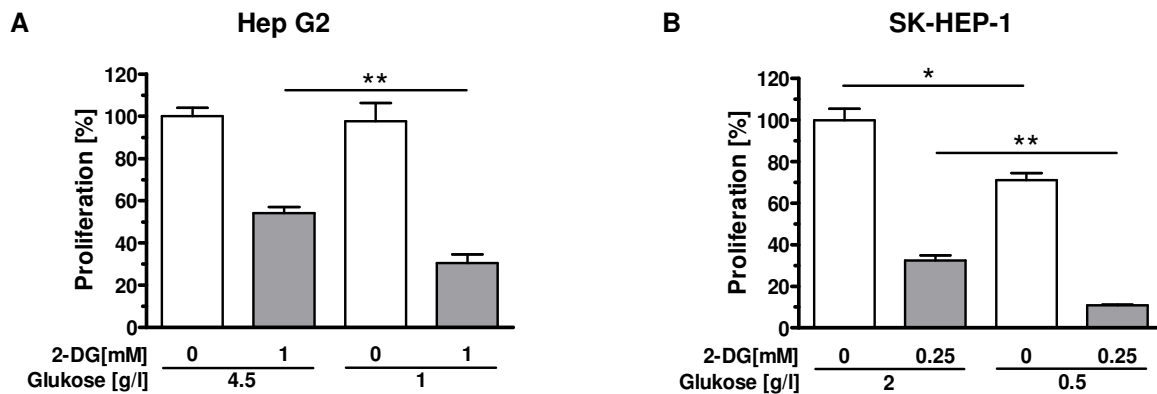 A
Hep G2
**
120
100
80
60
40
20
0
Proliferation [%]
2-DG[mM] 0 1 0 1
Glukose [g/l] 4.5 1
B
SK-HEP-1
*
**
120
100
80
60
40
20
0
Proliferation [%]
2-DG[mM] 0 0.25 0 0.25
Glukose [g/l] 2 0.5